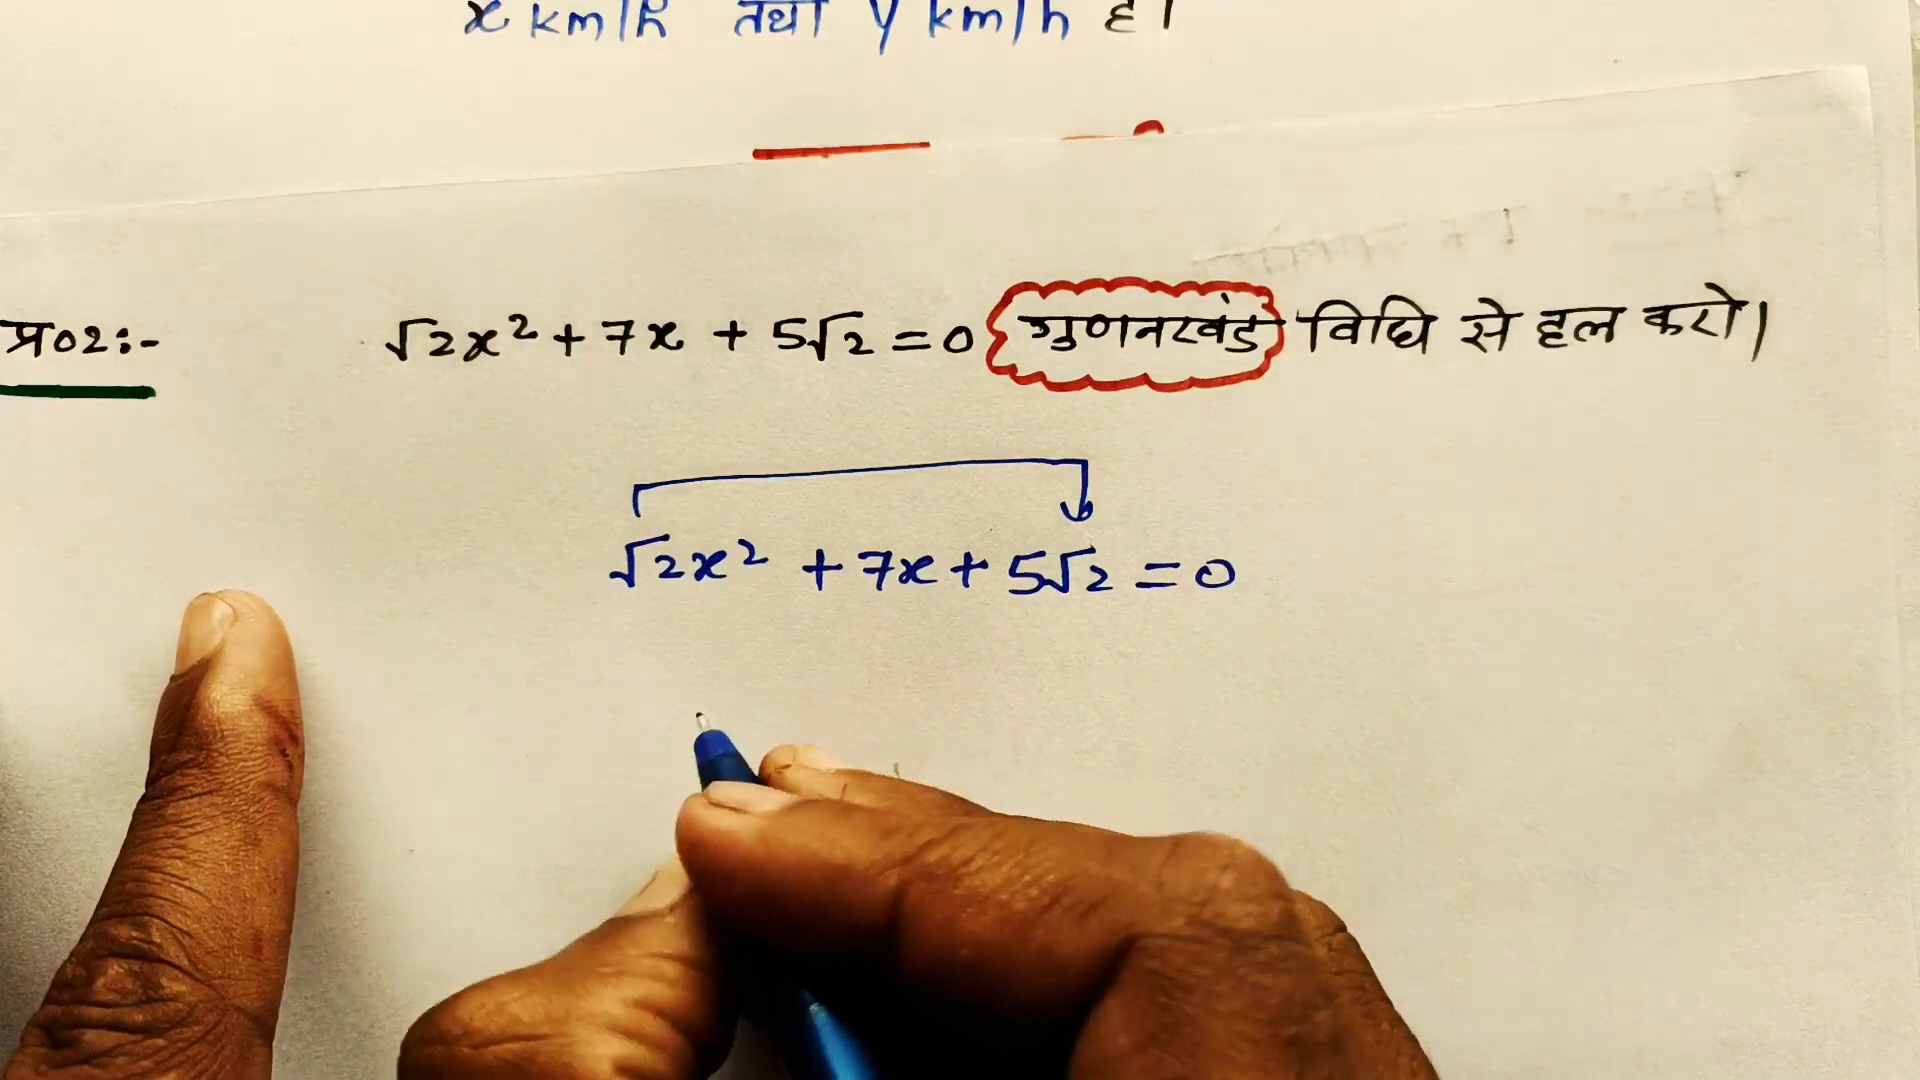 x km/h तथा y km/h है।
प्र02:- √2x² + 7x + 5√2 = 0 गुणनखंड विधि से हल करो।
√2x² + 7x + 5√2 = 0